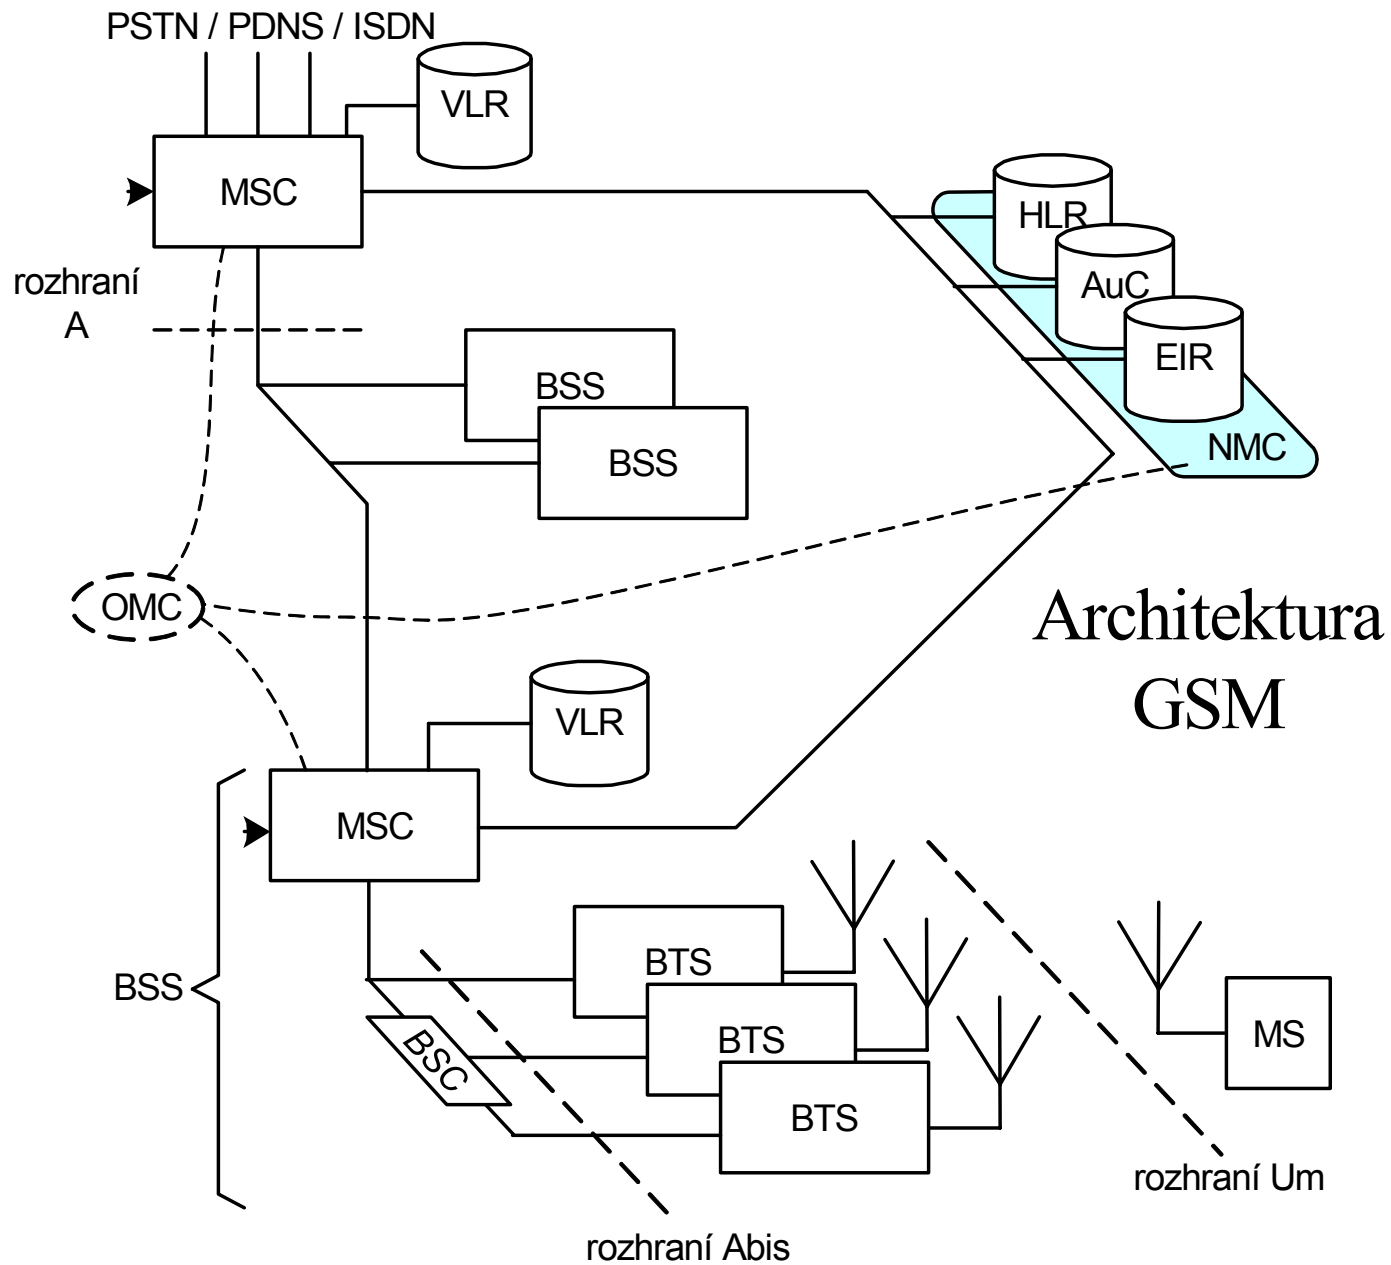 PSTN / PDNS / ISDN
VLR
MSC
HLR
rozhraní
A
AuC
EIR
BSS
BSS
NMC
OMC
Architektura
GSM
VLR
MSC
BTS
BSS
BSC
BTS
MS
BTS
rozhraní Um
rozhraní Abis